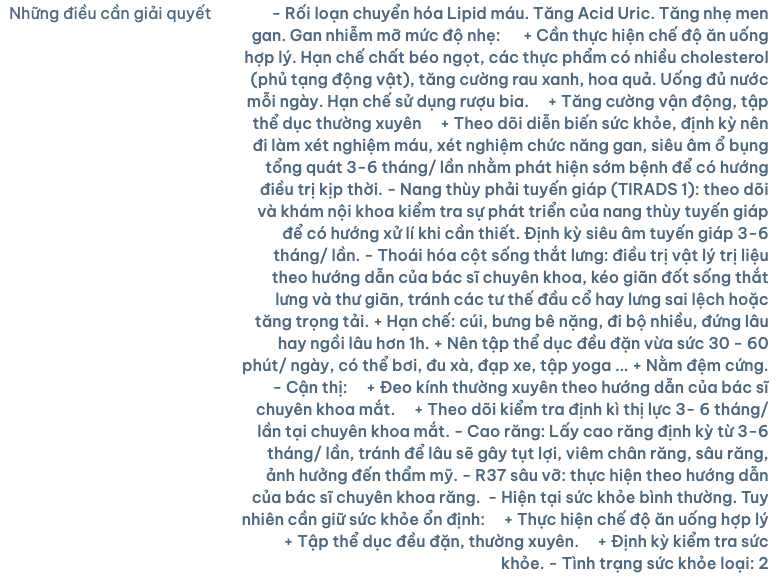 Những điều cần giải quyết
- Rối loạn chuyển hóa Lipid máu. Tăng Acid Uric. Tăng nhẹ men
gan. Gan nhiễm mỡ mức độ nhẹ: + Cần thực hiện chế độ ăn uống
hợp lý. Hạn chế chất béo ngọt, các thực phẩm có nhiều cholesterol
(phủ tạng động vật), tăng cường rau xanh, hoa quả. Uống đủ nước
mỗi ngày. Hạn chế sử dụng rượu bia. + Tăng cường vận động, tập
thể dục thường xuyên + Theo dõi diễn biến sức khỏe, định kỳ nên
đi làm xét nghiệm máu, xét nghiệm chức năng gan, siêu âm ổ bụng
tổng quát 3-6 tháng/ lần nhằm phát hiện sớm bệnh để có hướng
điều trị kịp thời. - Nang thùy phải tuyến giáp (TIRADS 1): theo dõi
và khám nội khoa kiểm tra sự phát triển của nang thùy tuyến giáp
để có hướng xử lí khi cần thiết. Định kỳ siêu âm tuyến giáp 3-6
tháng/ lần. - Thoái hóa cột sống thắt lưng: điều trị vật lý trị liệu
theo hướng dẫn của bác sĩ chuyên khoa, kéo giãn đốt sống thắt
lưng và thư giãn, tránh các tư thế đầu cổ hay lưng sai lệch hoặc
tăng trọng tải. + Hạn chế: cúi, bưng bê nặng, đi bộ nhiều, đứng lâu
hay ngồi lâu hơn 1h. + Nên tập thể dục đều đặn vừa sức 30 - 60
phút/ ngày, có thể bơi, đu xà, đạp xe, tập yoga ... + Nằm đệm cứng.
- Cận thị: + Đeo kính thường xuyên theo hướng dẫn của bác sĩ
chuyên khoa mắt. + Theo dõi kiểm tra định kì thị lực 3- 6 tháng/
lần tại chuyên khoa mắt. - Cao răng: Lấy cao răng định kỳ từ 3-6
tháng/ lần, tránh để lâu sẽ gây tụt lợi, viêm chân răng, sâu răng,
ảnh hưởng đến thẩm mỹ. - R37 sâu vỡ: thực hiện theo hướng dẫn
của bác sĩ chuyên khoa răng. - Hiện tại sức khỏe bình thường. Tuy
nhiên cần giữ sức khỏe ổn định: + Thực hiện chế độ ăn uống hợp lý
+ Tập thể dục đều đặn, thường xuyên. + Định kỳ kiểm tra sức
khỏe. - Tình trạng sức khỏe loại: 2